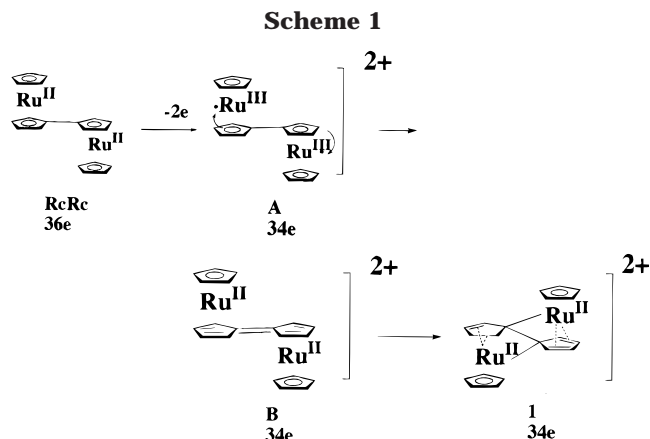 Scheme 1
2+
Ru^II
·Ru^III
-2e
Ru^II
Ru^III
RcRc
36e
A
34e
2+
2+
Ru^II
Ru^II
Ru^II
Ru^II
B
34e
1
34e